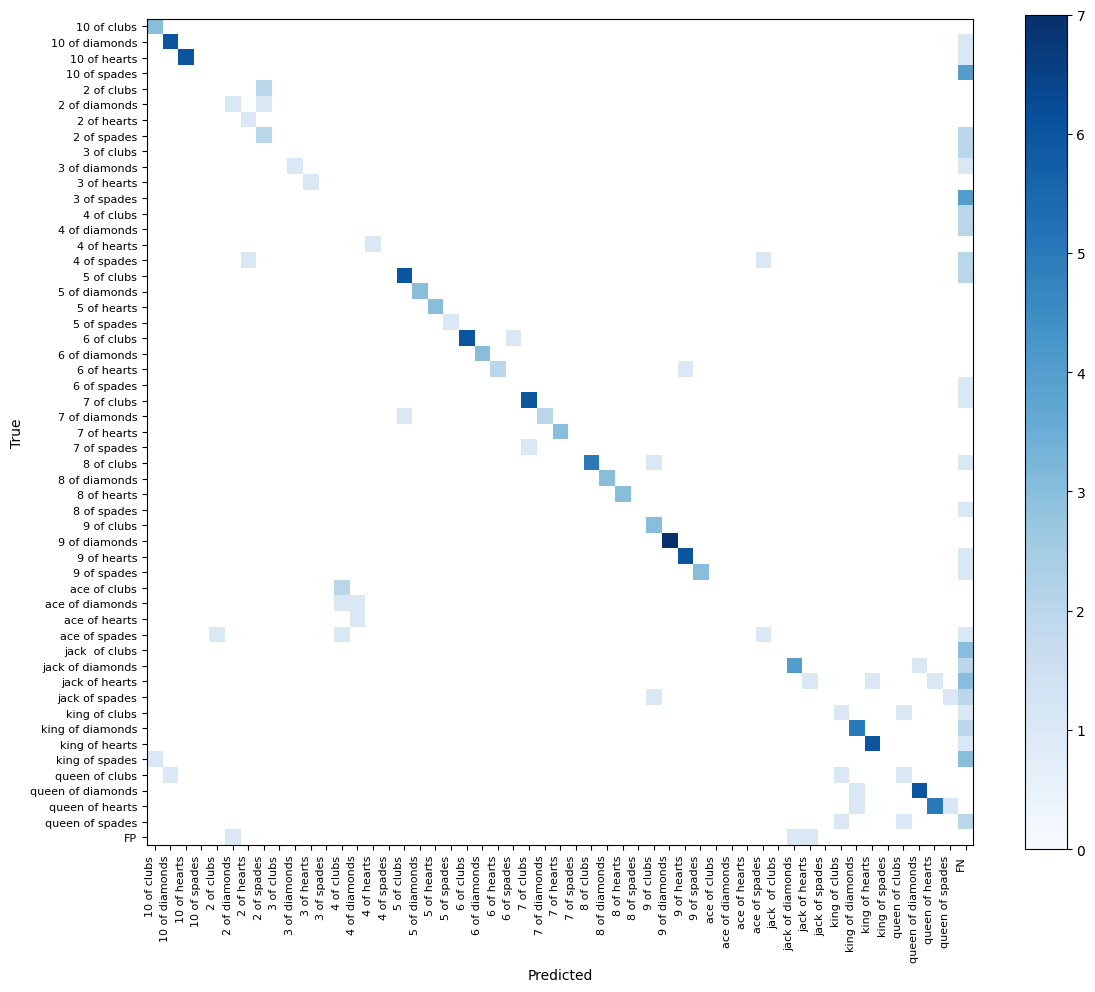 10 of clubs
10 of diamonds
10 of hearts
10 of spades
2 of clubs
2 of diamonds
2 of hearts
2 of spades
3 of clubs
3 of diamonds
3 of hearts
3 of spades
4 of clubs
4 of diamonds
4 of hearts
4 of spades
5 of clubs
5 of diamonds
5 of hearts
5 of spades
6 of clubs
6 of diamonds
6 of hearts
6 of spades
7 of clubs
7 of diamonds
7 of hearts
7 of spades
8 of clubs
8 of diamonds
8 of hearts
8 of spades
9 of clubs
9 of diamonds
9 of hearts
9 of spades
ace of clubs
ace of diamonds
ace of hearts
ace of spades
jack  of clubs
jack of diamonds
jack of hearts
jack of spades
king of clubs
king of diamonds
king of hearts
king of spades
queen of clubs
queen of diamonds
queen of hearts
queen of spades
FP
True
10 of clubs
10 of diamonds
10 of hearts
10 of spades
2 of clubs
2 of diamonds
2 of hearts
2 of spades
3 of clubs
3 of diamonds
3 of hearts
3 of spades
4 of clubs
4 of diamonds
4 of hearts
4 of spades
5 of clubs
5 of diamonds
5 of hearts
5 of spades
6 of clubs
6 of diamonds
6 of hearts
6 of spades
7 of clubs
7 of diamonds
7 of hearts
7 of spades
8 of clubs
8 of diamonds
8 of hearts
8 of spades
9 of clubs
9 of diamonds
9 of hearts
9 of spades
ace of clubs
ace of diamonds
ace of hearts
ace of spades
jack  of clubs
jack of diamonds
jack of hearts
jack of spades
king of clubs
king of diamonds
king of hearts
king of spades
queen of clubs
queen of diamonds
queen of hearts
queen of spades
FN
Predicted
7
6
5
4
3
2
1
0